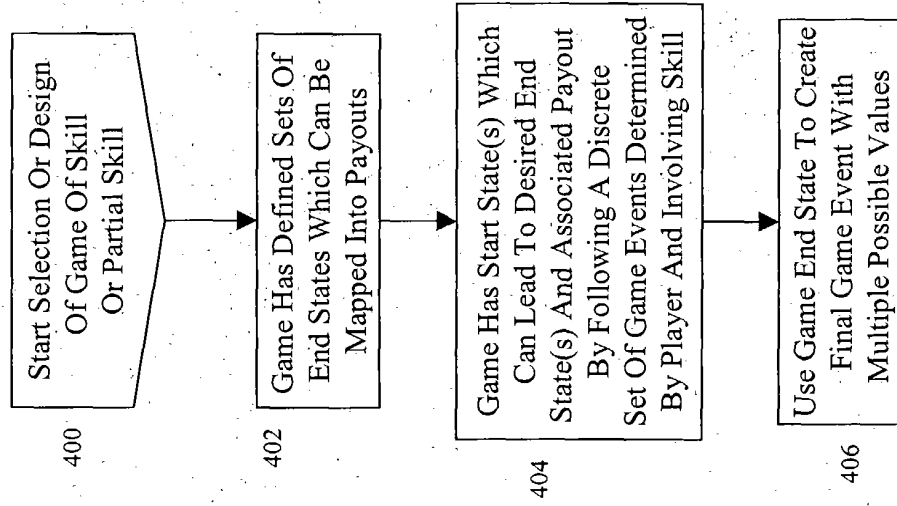 400
Start Selection Or Design
Of Game Of Skill
Or Partial Skill
402
Game Has Defined Sets Of
End States Which Can Be
Mapped Into Payouts
404
Game Has Start State(s) Which
Can Lead To Desired End
State(s) And Associated Payout
By Following A Discrete
Set Of Game Events Determined
By Player And Involving Skill
406
Use Game End State To Create
Final Game Event With
Multiple Possible Values